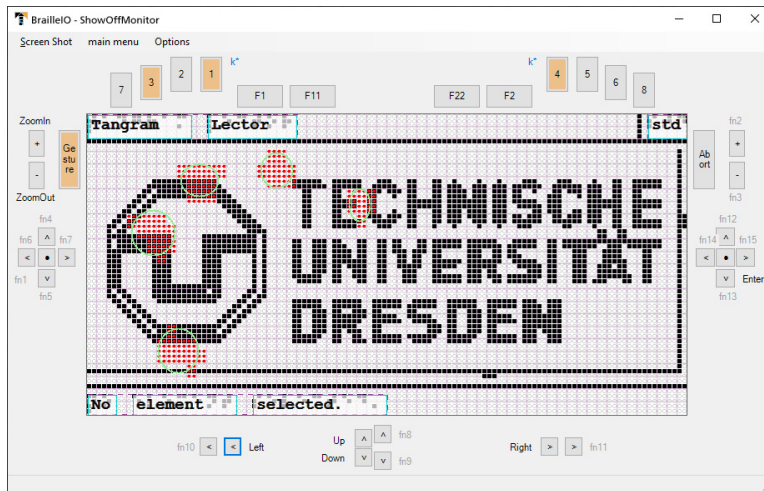 BrailleIO - ShowOffMonitor
Screen Shot main menu Options
7 3 2 1 k* k* 4 5 6 8
F1 F11 F22 F2
ZoomIn fn2
+ Ge stu re Tangram Lector std Ab ort +
- -
ZoomOut fn3
fn4 fn12
fn6 ^ fn7 fn14 ^ fn15
< ● > < ● >
fn1 v v Enter
fn5 fn13
TECHNISCHE
UNIVERSITÄT
DRESDEN
No element selected.
fn10 < < Left Up ^ ^ fn8 Right > > fn11
Down v v fn9